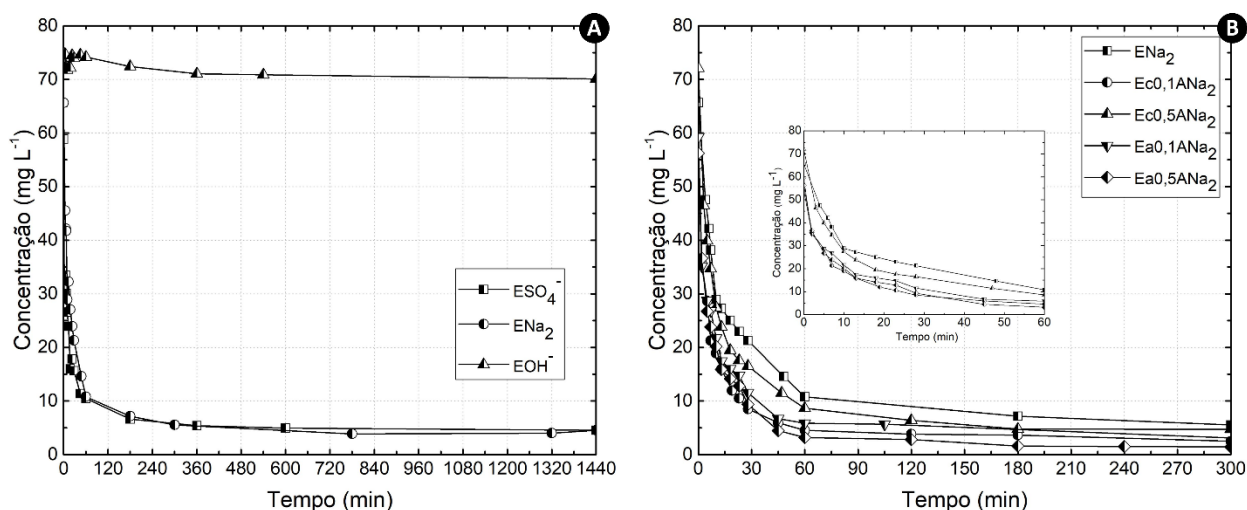 A
Concentração (mg L⁻¹)
80
70
60
50
40
30
20
10
0
ESO₄⁻
ENa₂
EOH⁻
0 120 240 360 480 600 720 840 960 1080 1200 1320 1440
Tempo (min)
B
Concentração (mg L⁻¹)
80
70
60
50
40
30
20
10
0
ENa₂
Ec0,1ANa₂
Ec0,5ANa₂
Ea0,1ANa₂
Ea0,5ANa₂
Concentração (mg L⁻¹)
80
70
60
50
40
30
20
10
0
0 10 20 30 40 50 60
Tempo (min)
0 30 60 90 120 150 180 210 240 270 300
Tempo (min)